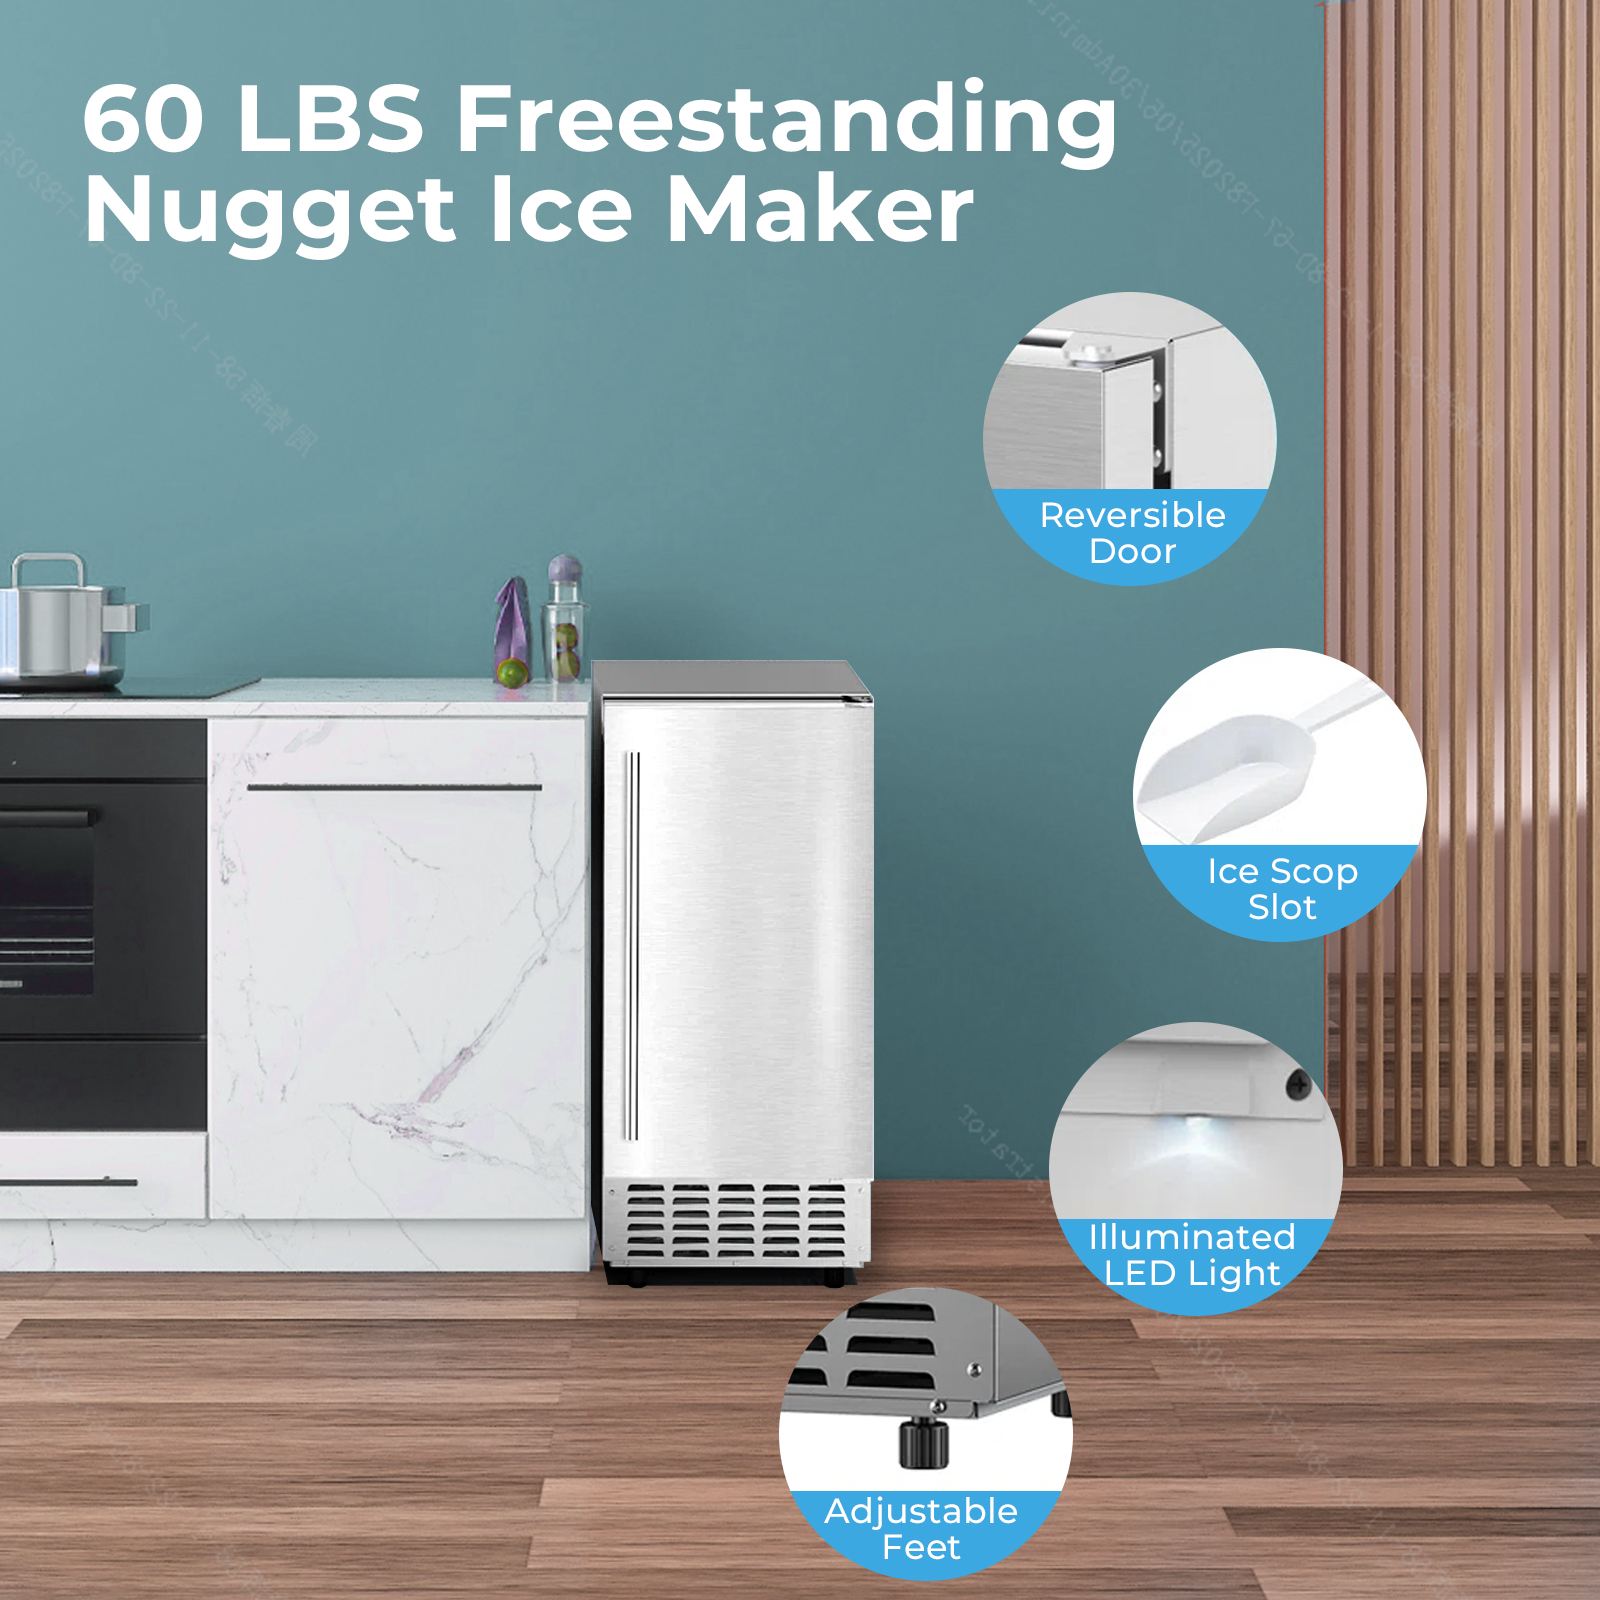 60 LBS Freestanding
Nugget Ice Maker
Reversible
Door
Ice Scop
Slot
Illuminated
LED Light
Adjustable
Feet